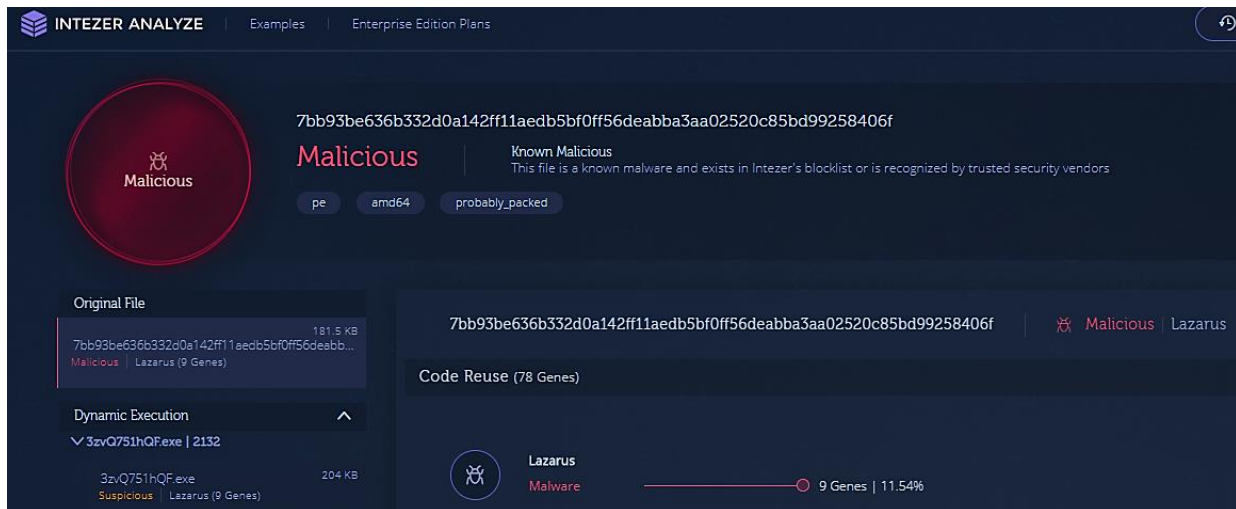 INTEZER ANALYZE
Examples
Enterprise Edition Plans
Malicious
7bb93be636b332d0a142ff11aedb5bf0ff56deabba3aa02520c85bd99258406f
Malicious
Known Malicious
This file is a known malware and exists in Intezer's blocklist or is recognized by trusted security vendors
pe
amd64
probably_packed
Original File
181.5 KB
7bb93be636b332d0a142ff11aedb5bf0ff56deabb...
Malicious | Lazarus (9 Genes)
Dynamic Execution
3zvQ751hQF.exe | 2132
3zvQ751hQF.exe
204 KB
Suspicious | Lazarus (9 Genes)
7bb93be636b332d0a142ff11aedb5bf0ff56deabba3aa02520c85bd99258406f
Malicious | Lazarus
Code Reuse (78 Genes)
Lazarus
Malware
9 Genes | 11.54%